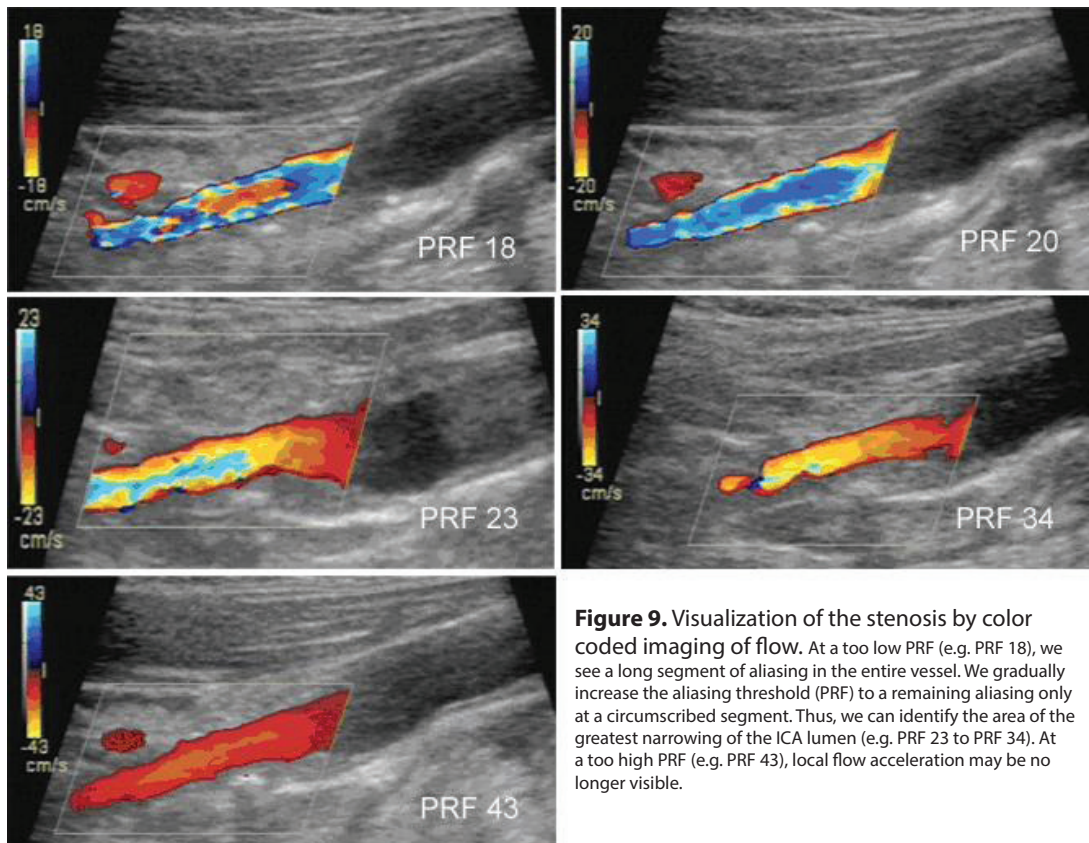 18
-18
cm/s
PRF 18
20
-20
cm/s
PRF 20
23
-23
cm/s
PRF 23
34
-34
cm/s
PRF 34
43
-43
cm/s
PRF 43
Figure 9. Visualization of the stenosis by color
coded imaging of flow. At a too low PRF (e.g. PRF 18), we
see a long segment of aliasing in the entire vessel. We gradually
increase the aliasing threshold (PRF) to a remaining aliasing only
at a circumscribed segment. Thus, we can identify the area of the
greatest narrowing of the ICA lumen (e.g. PRF 23 to PRF 34). At
a too high PRF (e.g. PRF 43), local flow acceleration may be no
longer visible.